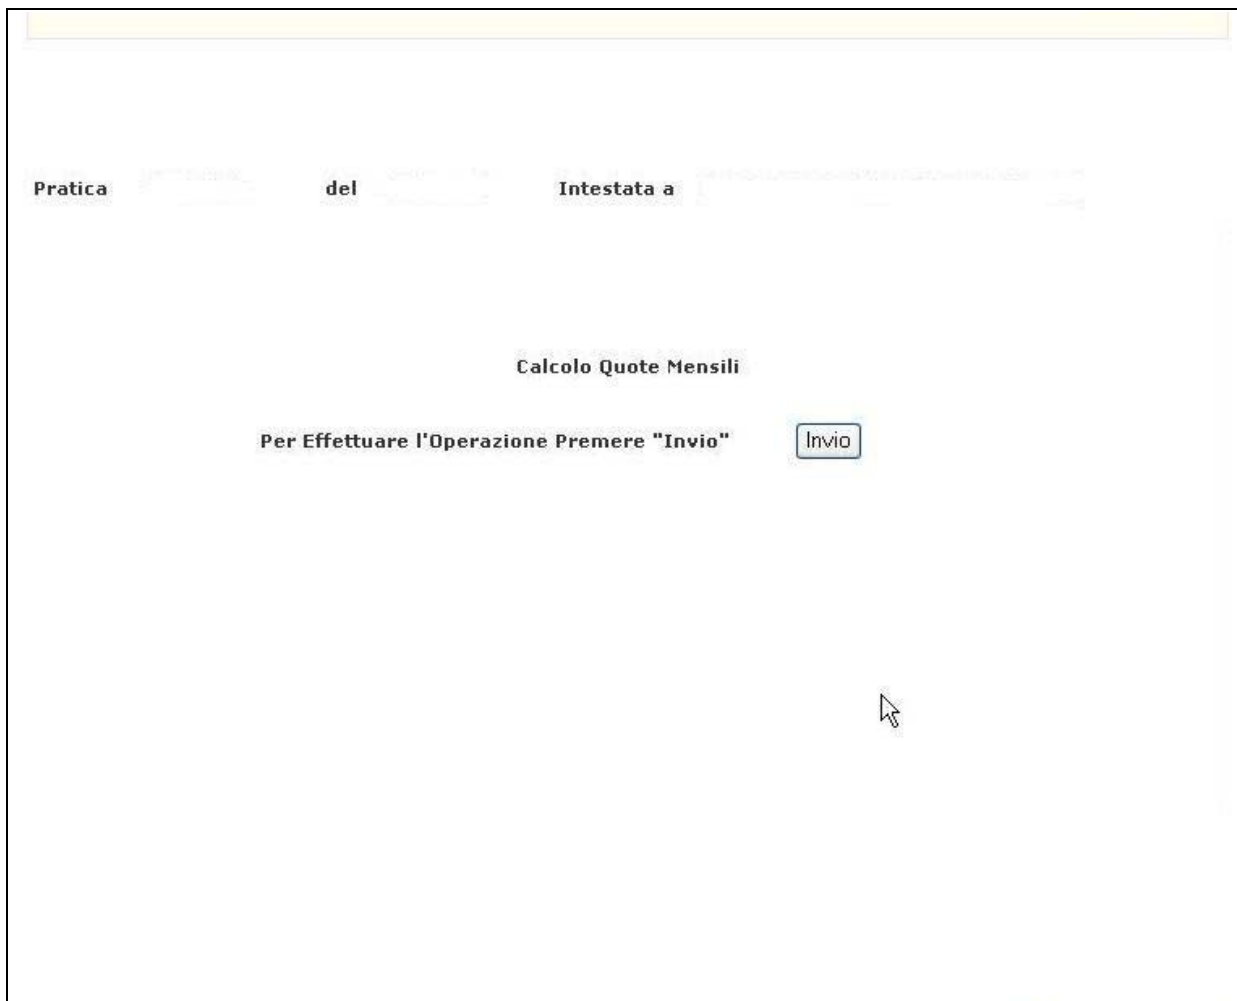 Pratica del Intestata a
Calcolo Quote Mensili
Per Effettuare l'Operazione Premere "Invio" Invio